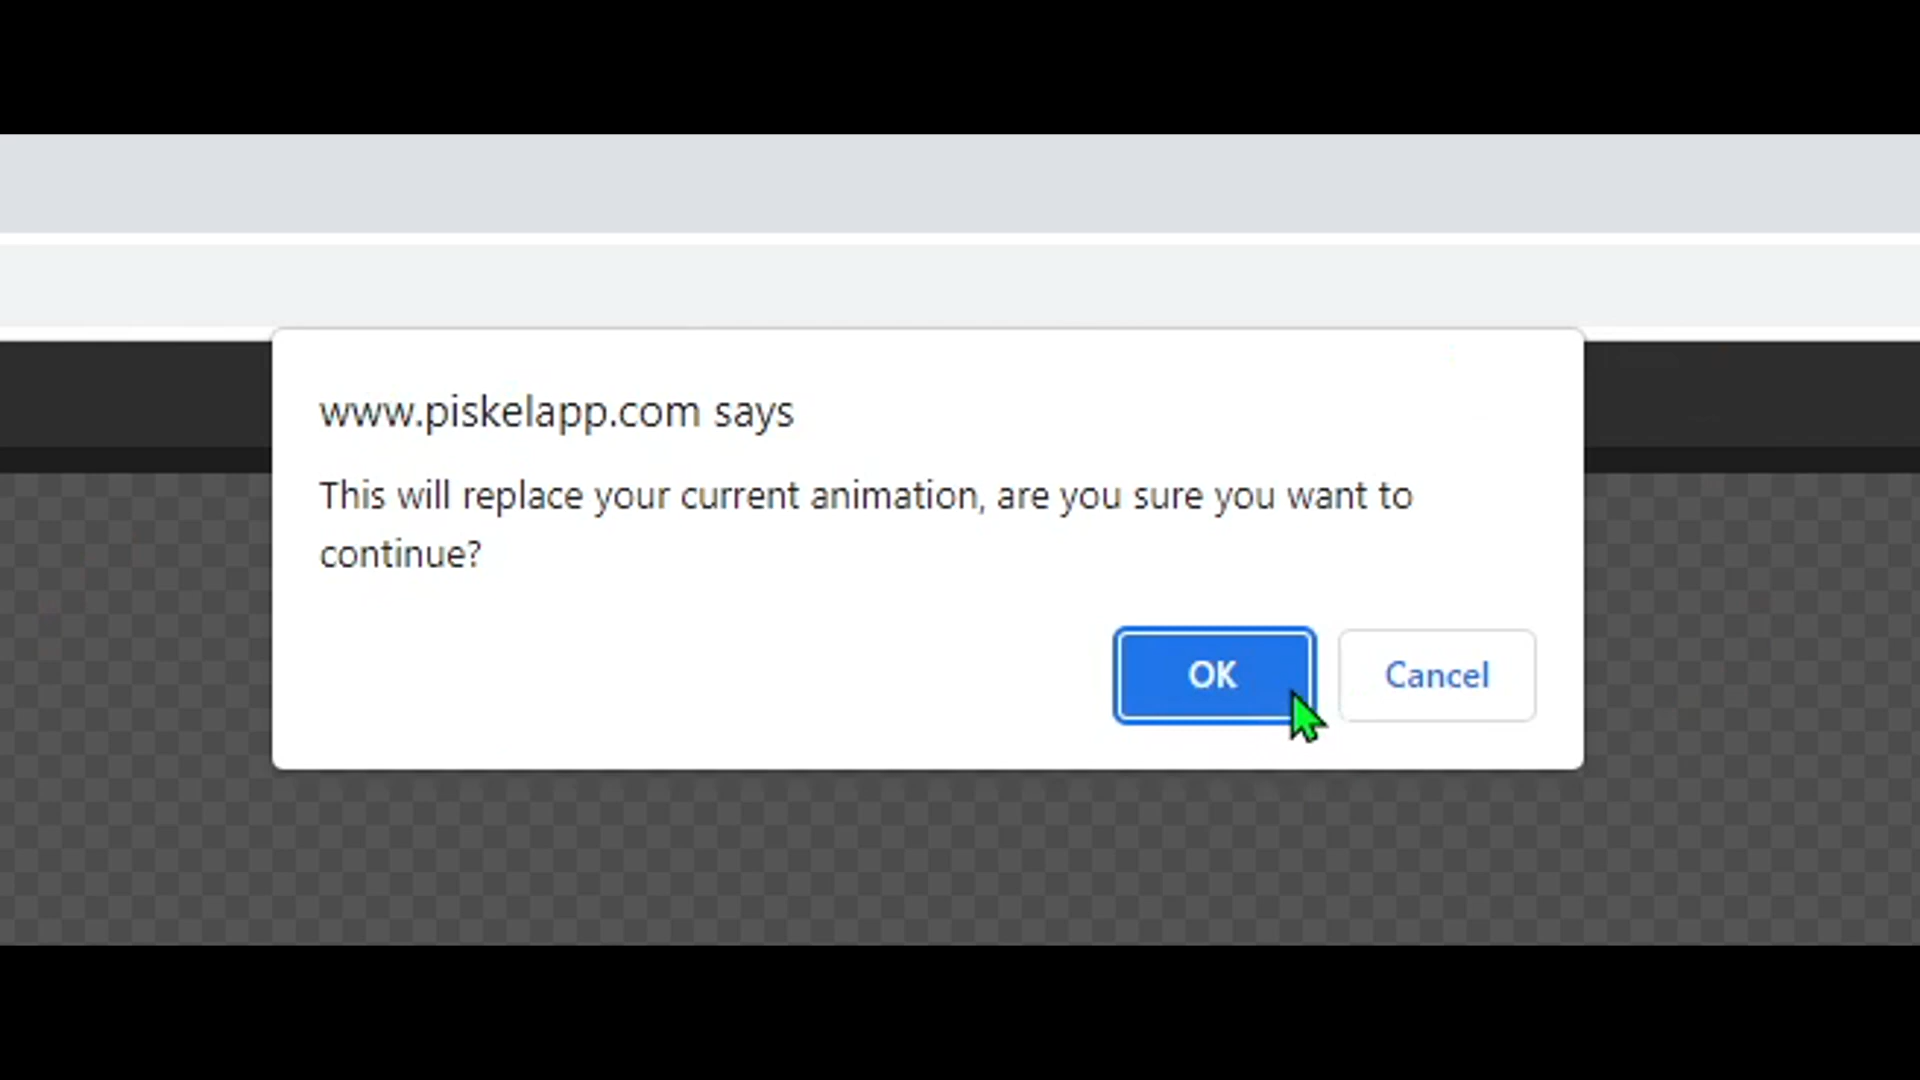 www.piskelapp.com says
This will replace your current animation, are you sure you want to
continue?
OK
Cancel